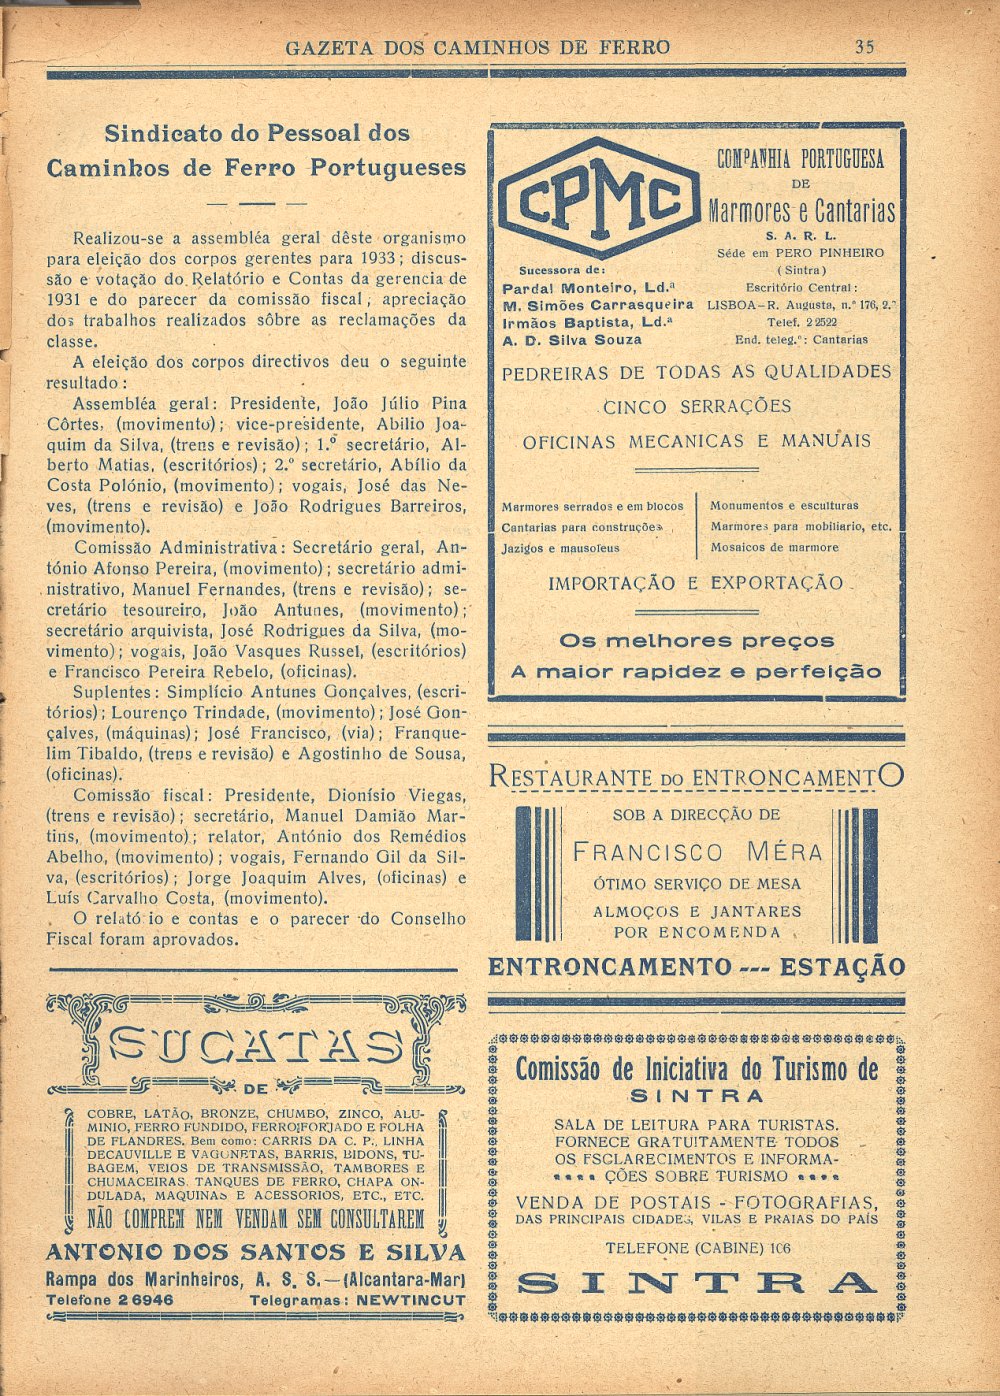 GAZETA DOS CAMINHOS DE FERRO 35
Sindicato do Pessoal dos
Caminhos de Ferro Portugueses
Realizou-se a assembléa geral dêste organismo
para eleição dos corpos gerentes para 1933; discus-
são e votação do Relatório e Contas da gerencia de
1931 e do parecer da comissão fiscal; apreciação
dos trabalhos realizados sôbre as reclamações da
classe.
A eleição dos corpos directivos deu o seguinte
resultado:
Assembléa geral: Presidente, João Júlio Pina
Côrtes, (movimento); vice-presidente, Abilio Joa-
quim da Silva, (trens e revisão); 1.º secretário, Al-
berto Matias, (escritórios); 2.º secretário, Abílio da
Costa Polónio, (movimento); vogais, José das Ne-
ves, (trens e revisão) e João Rodrigues Barreiros,
(movimento).
Comissão Administrativa: Secretário geral, An-
tónio Afonso Pereira, (movimento); secretário admi-
nistrativo, Manuel Fernandes, (trens e revisão); se-
cretário tesoureiro, João Antunes, (movimento);
secretário arquivista, José Rodrigues da Silva, (mo-
vimento); vogais, João Vasques Russel, (escritórios)
e Francisco Pereira Rebelo, (oficinas).
Suplentes: Simplício Antunes Gonçalves, (escri-
tórios); Lourenço Trindade, (movimento); José Gon-
çalves, (máquinas); José Francisco, (via); Franque-
lim Tibaldo, (trens e revisão) e Agostinho de Sousa,
(oficinas).
Comissão fiscal: Presidente, Dionísio Viegas,
(trens e revisão); secretário, Manuel Damião Mar-
tins, (movimento); relator, António dos Remédios
Abelho, (movimento); vogais, Fernando Gil da Sil-
va, (escritórios); Jorge Joaquim Alves, (oficinas) e
Luís Carvalho Costa, (movimento).
O relató io e contas e o parecer do Conselho
Fiscal foram aprovados.
SUCATAS
DE
COBRE, LATÃO, BRONZE, CHUMBO, ZINCO, ALU-
MINIO, FERRO FUNDIDO, FERRO FORJADO E FOLHA
DE FLANDRES. Bem como: CARRIS DA C. P., LINHA
DECAUVILLE E VAGONETAS, BARRIS, BIDONS, TU-
BAGEM, VEIOS DE TRANSMISSÃO, TAMBORES E
CHUMACEIRAS. TANQUES DE FERRO, CHAPA ON-
DULADA, MAQUINAS E ACESSORIOS, ETC., ETC.
NÃO COMPREM NEM VENDAM SEM CONSULTAREM
ANTONIO DOS SANTOS E SILVA
Rampa dos Marinheiros, A. S. S.—(Alcantara-Mar)
Telefone 2 6946 Telegramas: NEWTINCUT
CPMC
COMPANHIA PORTUGUESA
DE
Marmores e Cantarias
S. A. R. L.
Séde em PERO PINHEIRO
(Sintra)
Escritório Central:
LISBOA—R. Augusta, n.º 176, 2.º
Telef. 2 2522
End. teleg.º: Cantarias
Sucessora de:
Pardal Monteiro, Ld.ª
M. Simões Carrasqueira
Irmãos Baptista, Ld.ª
A. D. Silva Souza
PEDREIRAS DE TODAS AS QUALIDADES
CINCO SERRAÇÕES
OFICINAS MECANICAS E MANUAIS
Marmores serrados e em blocos
Cantarias para construções
Jazigos e mausoleus
Monumentos e esculturas
Marmores para mobiliario, etc.
Mosaicos de marmore
IMPORTAÇÃO E EXPORTAÇÃO
Os melhores preços
A maior rapidez e perfeição
RESTAURANTE DO ENTRONCAMENTO
SOB A DIRECÇÃO DE
FRANCISCO MÉRA
ÓTIMO SERVIÇO DE MESA
ALMOÇOS E JANTARES
POR ENCOMENDA
ENTRONCAMENTO --- ESTAÇÃO
Comissão de Iniciativa do Turismo de
SINTRA
SALA DE LEITURA PARA TURISTAS.
FORNECE GRATUITAMENTE TODOS
OS ESCLARECIMENTOS E INFORMA-
ÇÕES SOBRE TURISMO
VENDA DE POSTAIS - FOTOGRAFIAS,
DAS PRINCIPAIS CIDADES, VILAS E PRAIAS DO PAÍS
TELEFONE (CABINE) 106
SINTRA